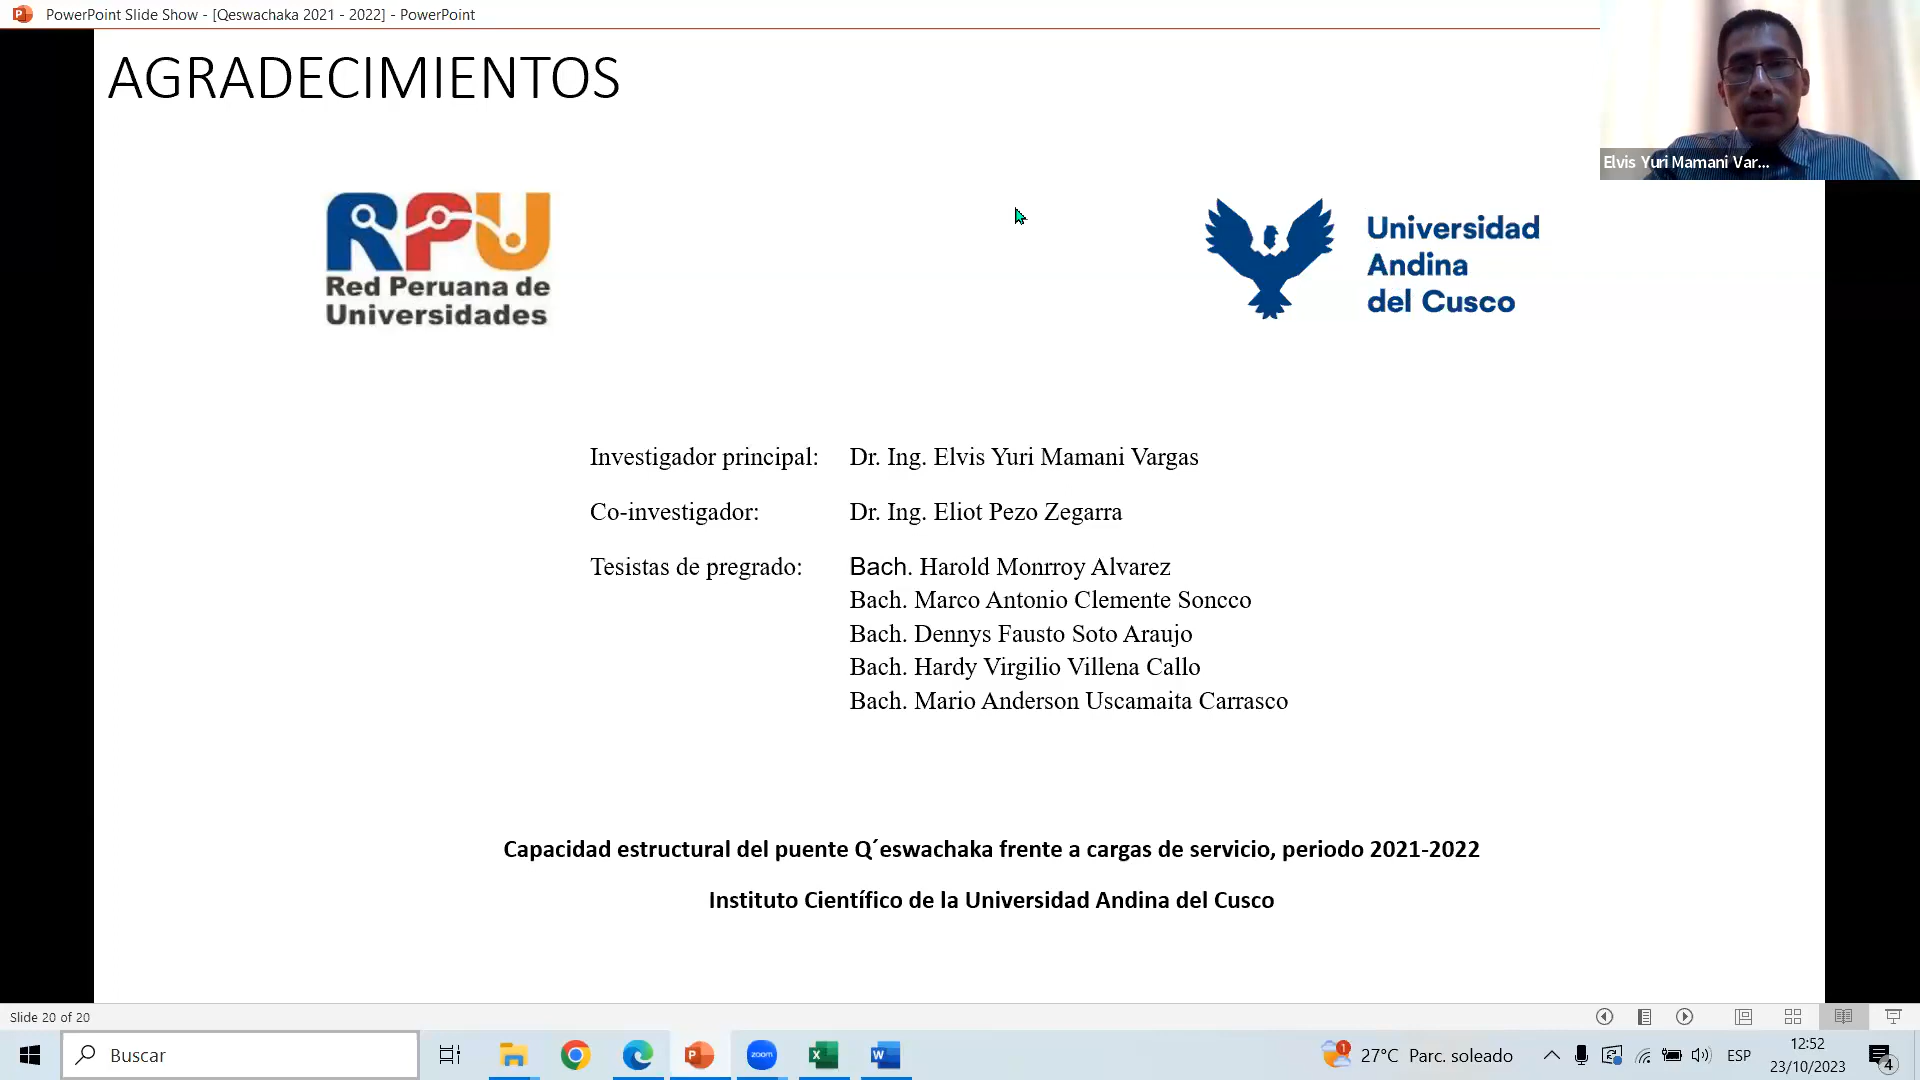 PowerPoint Slide Show - [Qeswachaka 2021 - 2022] - PowerPoint
AGRADECIMIENTOS
Elvis Yuri Mamani Var...
RPU
Red Peruana de
Universidades
Universidad
Andina
del Cusco
Investigador principal: Dr. Ing. Elvis Yuri Mamani Vargas
Co-investigador: Dr. Ing. Eliot Pezo Zegarra
Tesistas de pregrado: Bach. Harold Monrroy Alvarez
Bach. Marco Antonio Clemente Soncco
Bach. Dennys Fausto Soto Araujo
Bach. Hardy Virgilio Villena Callo
Bach. Mario Anderson Uscamaita Carrasco
Capacidad estructural del puente Q´eswachaka frente a cargas de servicio, periodo 2021-2022
Instituto Científico de la Universidad Andina del Cusco
Slide 20 of 20
Buscar
zoom
1
27°C Parc. soleado
ESP
12:52
23/10/2023
4